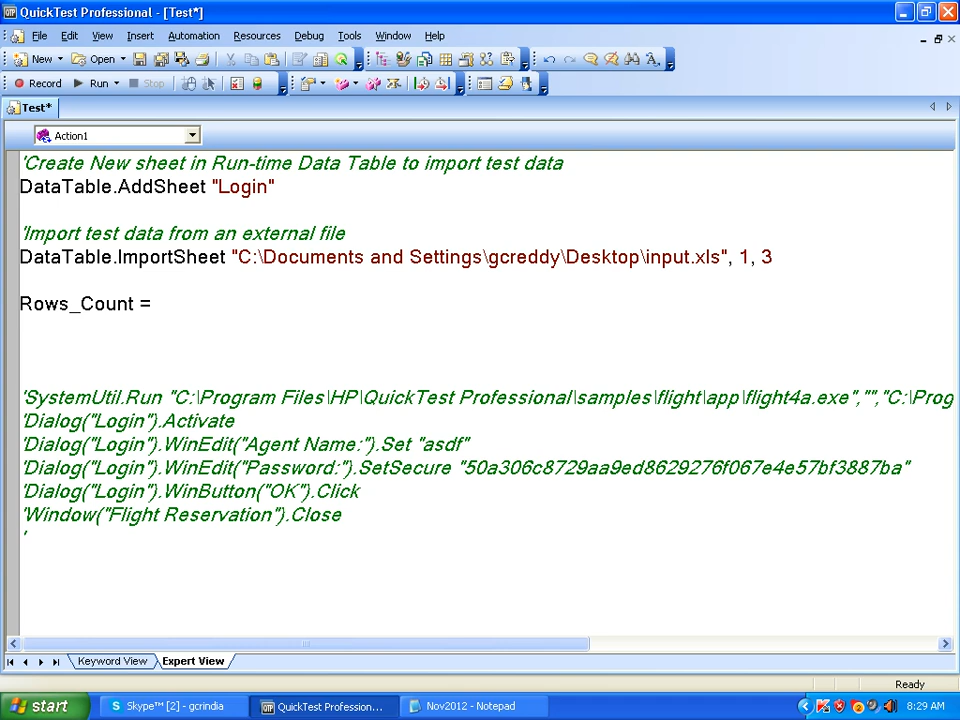 QuickTest Professional - [Test*]
File Edit View Insert Automation Resources Debug Tools Window Help
New Open
Record Run Stop
Test*
Action1
'Create New sheet in Run-time Data Table to import test data
DataTable.AddSheet "Login"
'Import test data from an external file
DataTable.ImportSheet "C:\Documents and Settings\gcreddy\Desktop\input.xls", 1, 3
Rows_Count =
'SystemUtil.Run "C:\Program Files\HP\QuickTest Professional\samples\flight\app\flight4a.exe","","C:\Prog
'Dialog("Login").Activate
'Dialog("Login").WinEdit("Agent Name:").Set "asdf"
'Dialog("Login").WinEdit("Password:").SetSecure "50a306c8729aa9ed8629276f067e4e57bf3887ba"
'Dialog("Login").WinButton("OK").Click
'Window("Flight Reservation").Close
'
Keyword View Expert View
Ready
start Skype™ [2] - gcrindia QuickTest Profession... Nov2012 - Notepad 8:29 AM